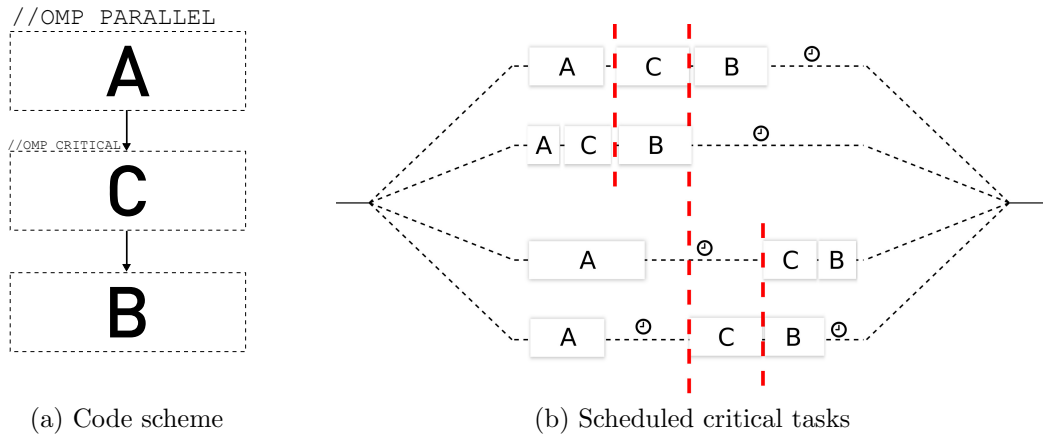 //OMP PARALLEL
A
//OMP CRITICAL
C
B
(a) Code scheme
A C B
A C B
A C B
A C B
(b) Scheduled critical tasks